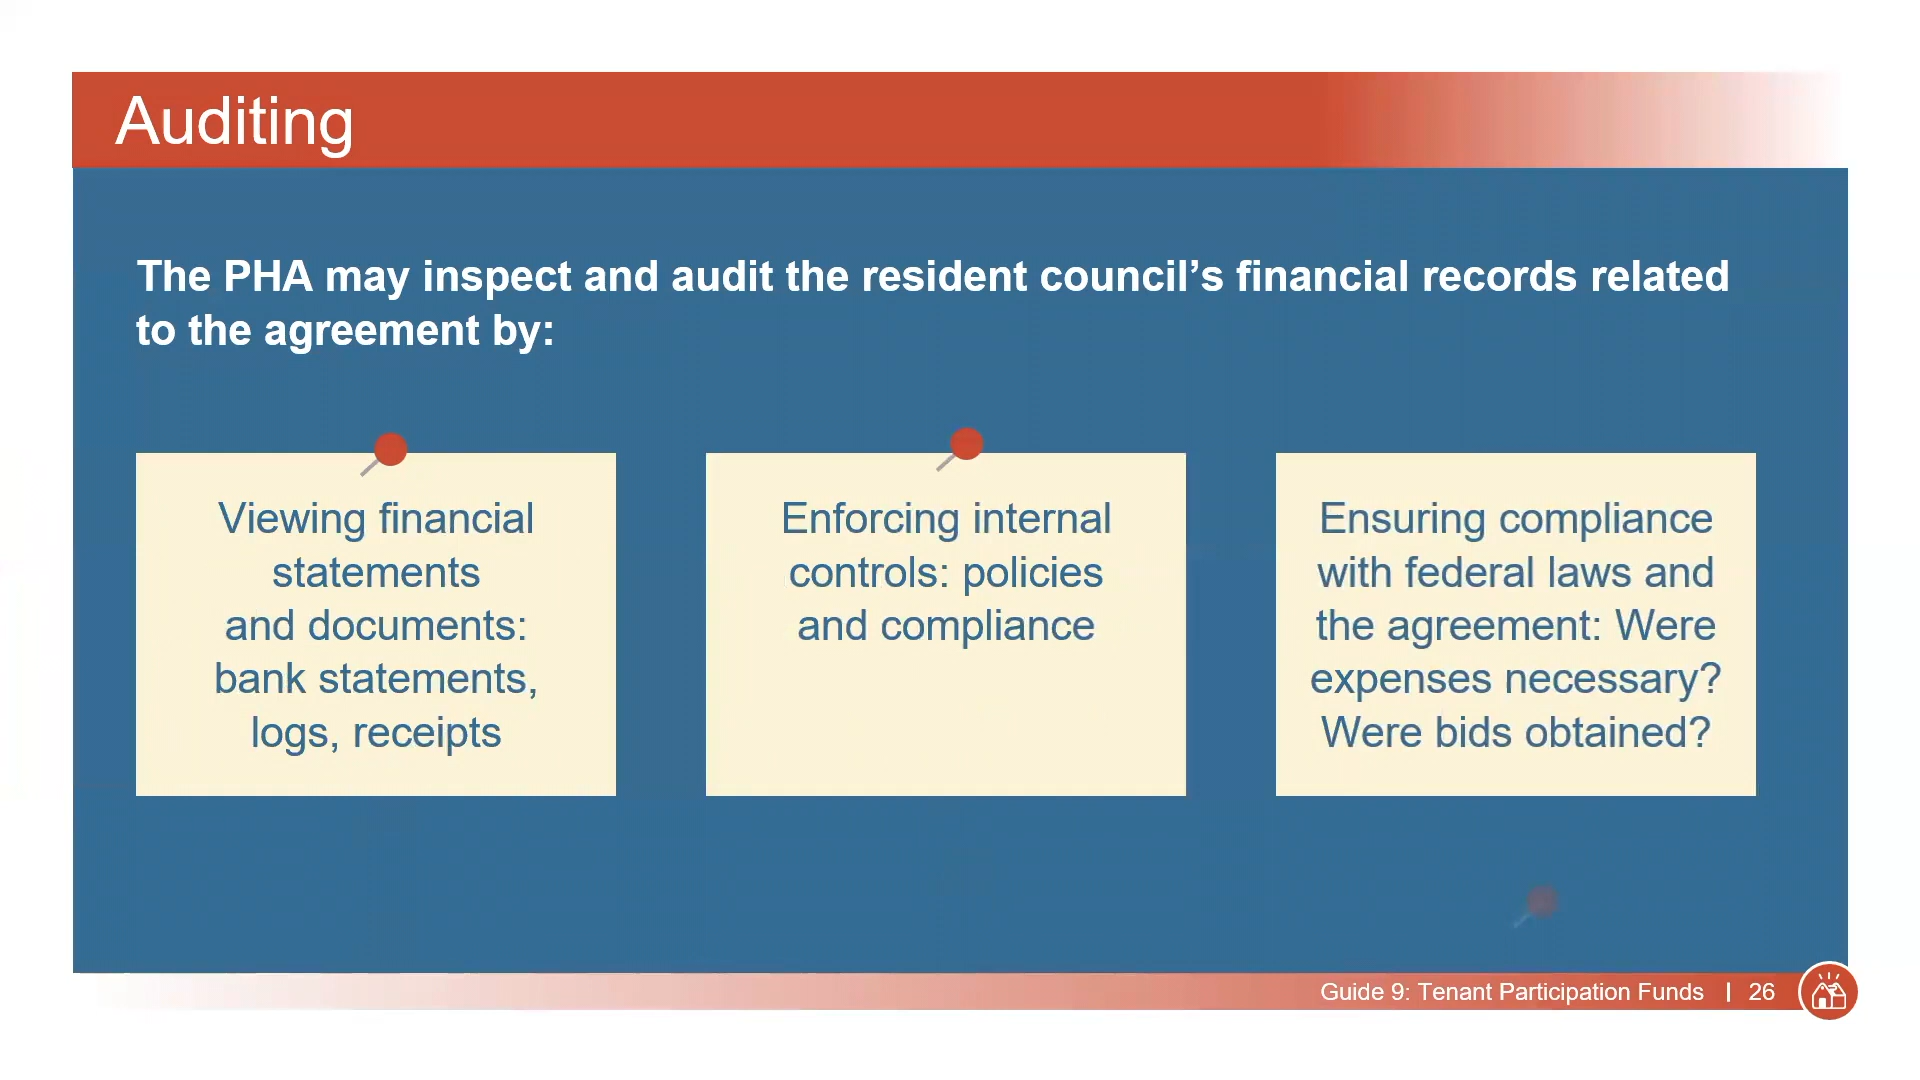 Auditing
The PHA may inspect and audit the resident council’s financial records related
to the agreement by:
Viewing financial
statements
and documents:
bank statements,
logs, receipts
Enforcing internal
controls: policies
and compliance
Ensuring compliance
with federal laws and
the agreement: Were
expenses necessary?
Were bids obtained?
Guide 9: Tenant Participation Funds | 26